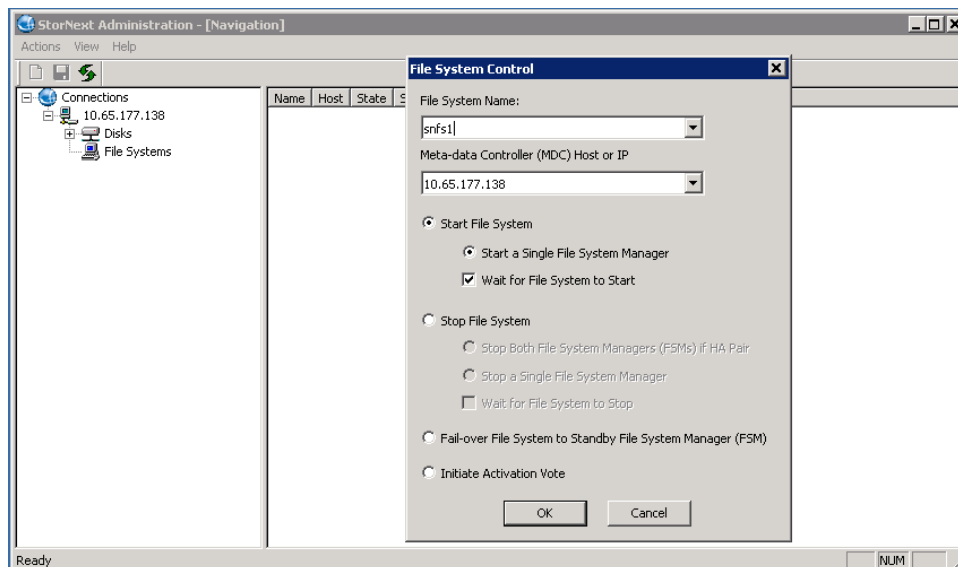 StorNext Administration - [Navigation]
Actions View Help
Connections
10.65.177.138
Disks
File Systems
Name Host State S
File System Control
File System Name:
snfs1
Meta-data Controller (MDC) Host or IP
10.65.177.138
Start File System
Start a Single File System Manager
Wait for File System to Start
Stop File System
Stop Both File System Managers (FSMs) if HA Pair
Stop a Single File System Manager
Wait for File System to Stop
Fail-over File System to Standby File System Manager (FSM)
Initiate Activation Vote
OK Cancel
Ready NUM